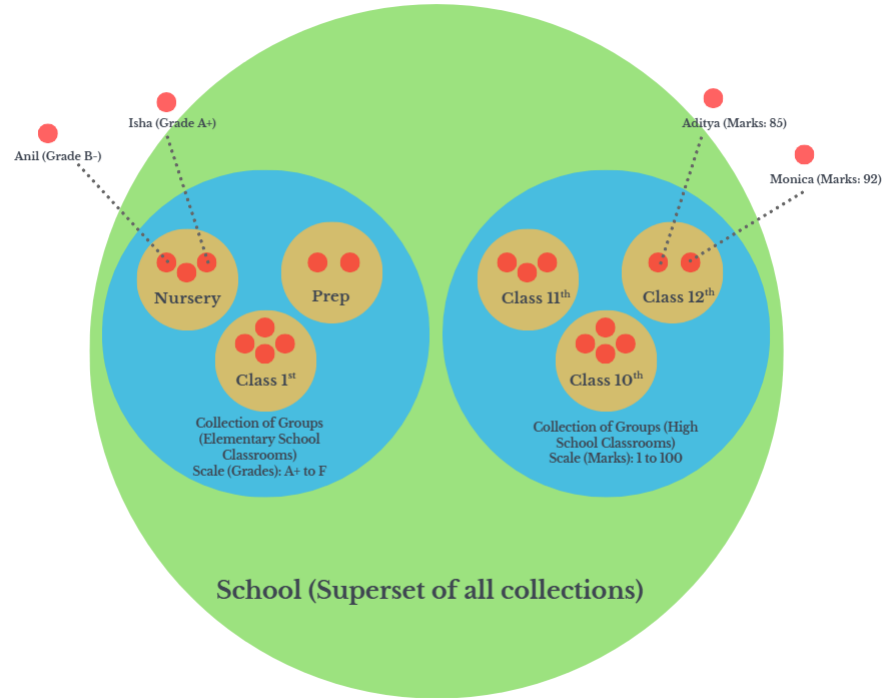 Isha (Grade A+)
Anil (Grade B-)
Aditya (Marks: 85)
Monica (Marks: 92)
Nursery
Prep
Class 1st
Collection of Groups
(Elementary School
Classrooms)
Scale (Grades): A+ to F
Class 11th
Class 12th
Class 10th
Collection of Groups (High
School Classrooms)
Scale (Marks): 1 to 100
School (Superset of all collections)